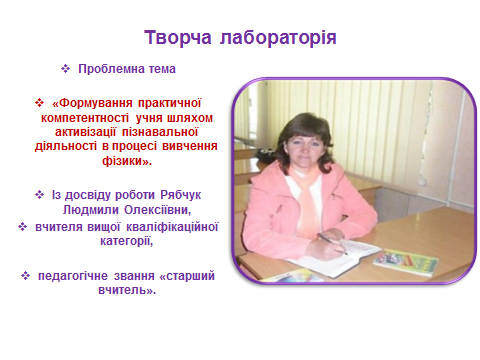 Творча лабораторія
❖ Проблемна тема
❖ «Формування практичної
компетентності учня шляхом
активізації пізнавальної
діяльності в процесі вивчення
фізики».
❖ Із досвіду роботи Рябчук
Людмили Олексіївни,
❖ вчителя вищої кваліфікаційної
категорії,
❖ педагогічне звання «старший
вчитель».